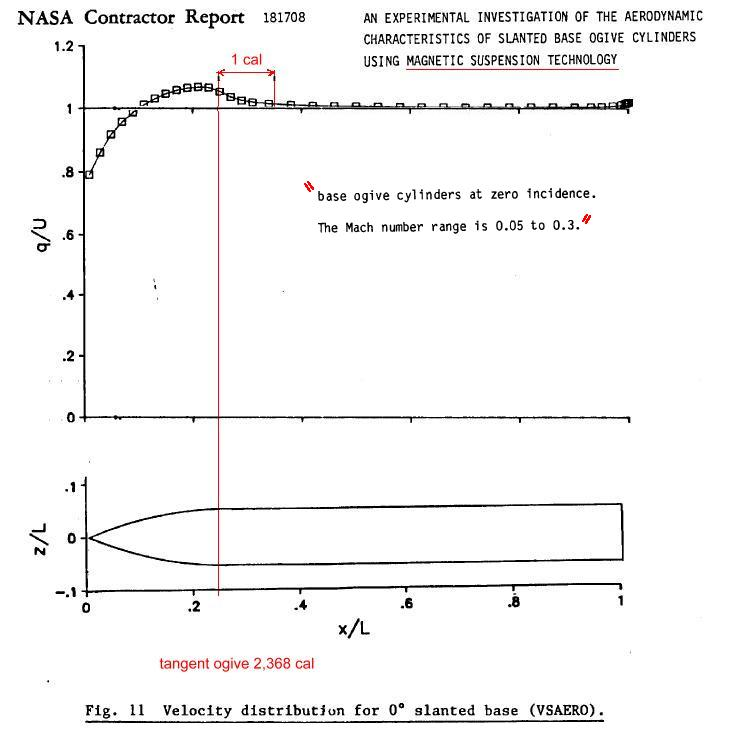 NASA Contractor Report 181708
AN EXPERIMENTAL INVESTIGATION OF THE AERODYNAMIC
CHARACTERISTICS OF SLANTED BASE OGIVE CYLINDERS
USING MAGNETIC SUSPENSION TECHNOLOGY
1.2
1 cal
1
.8
"base ogive cylinders at zero incidence.
The Mach number range is 0.05 to 0.3."
q/U
.6
.4
.2
0
.1
z/L
0
-.1
0 .2 .4 .6 .8 1
x/L
tangent ogive 2,368 cal
Fig. 11 Velocity distribution for 0° slanted base (VSAERO).